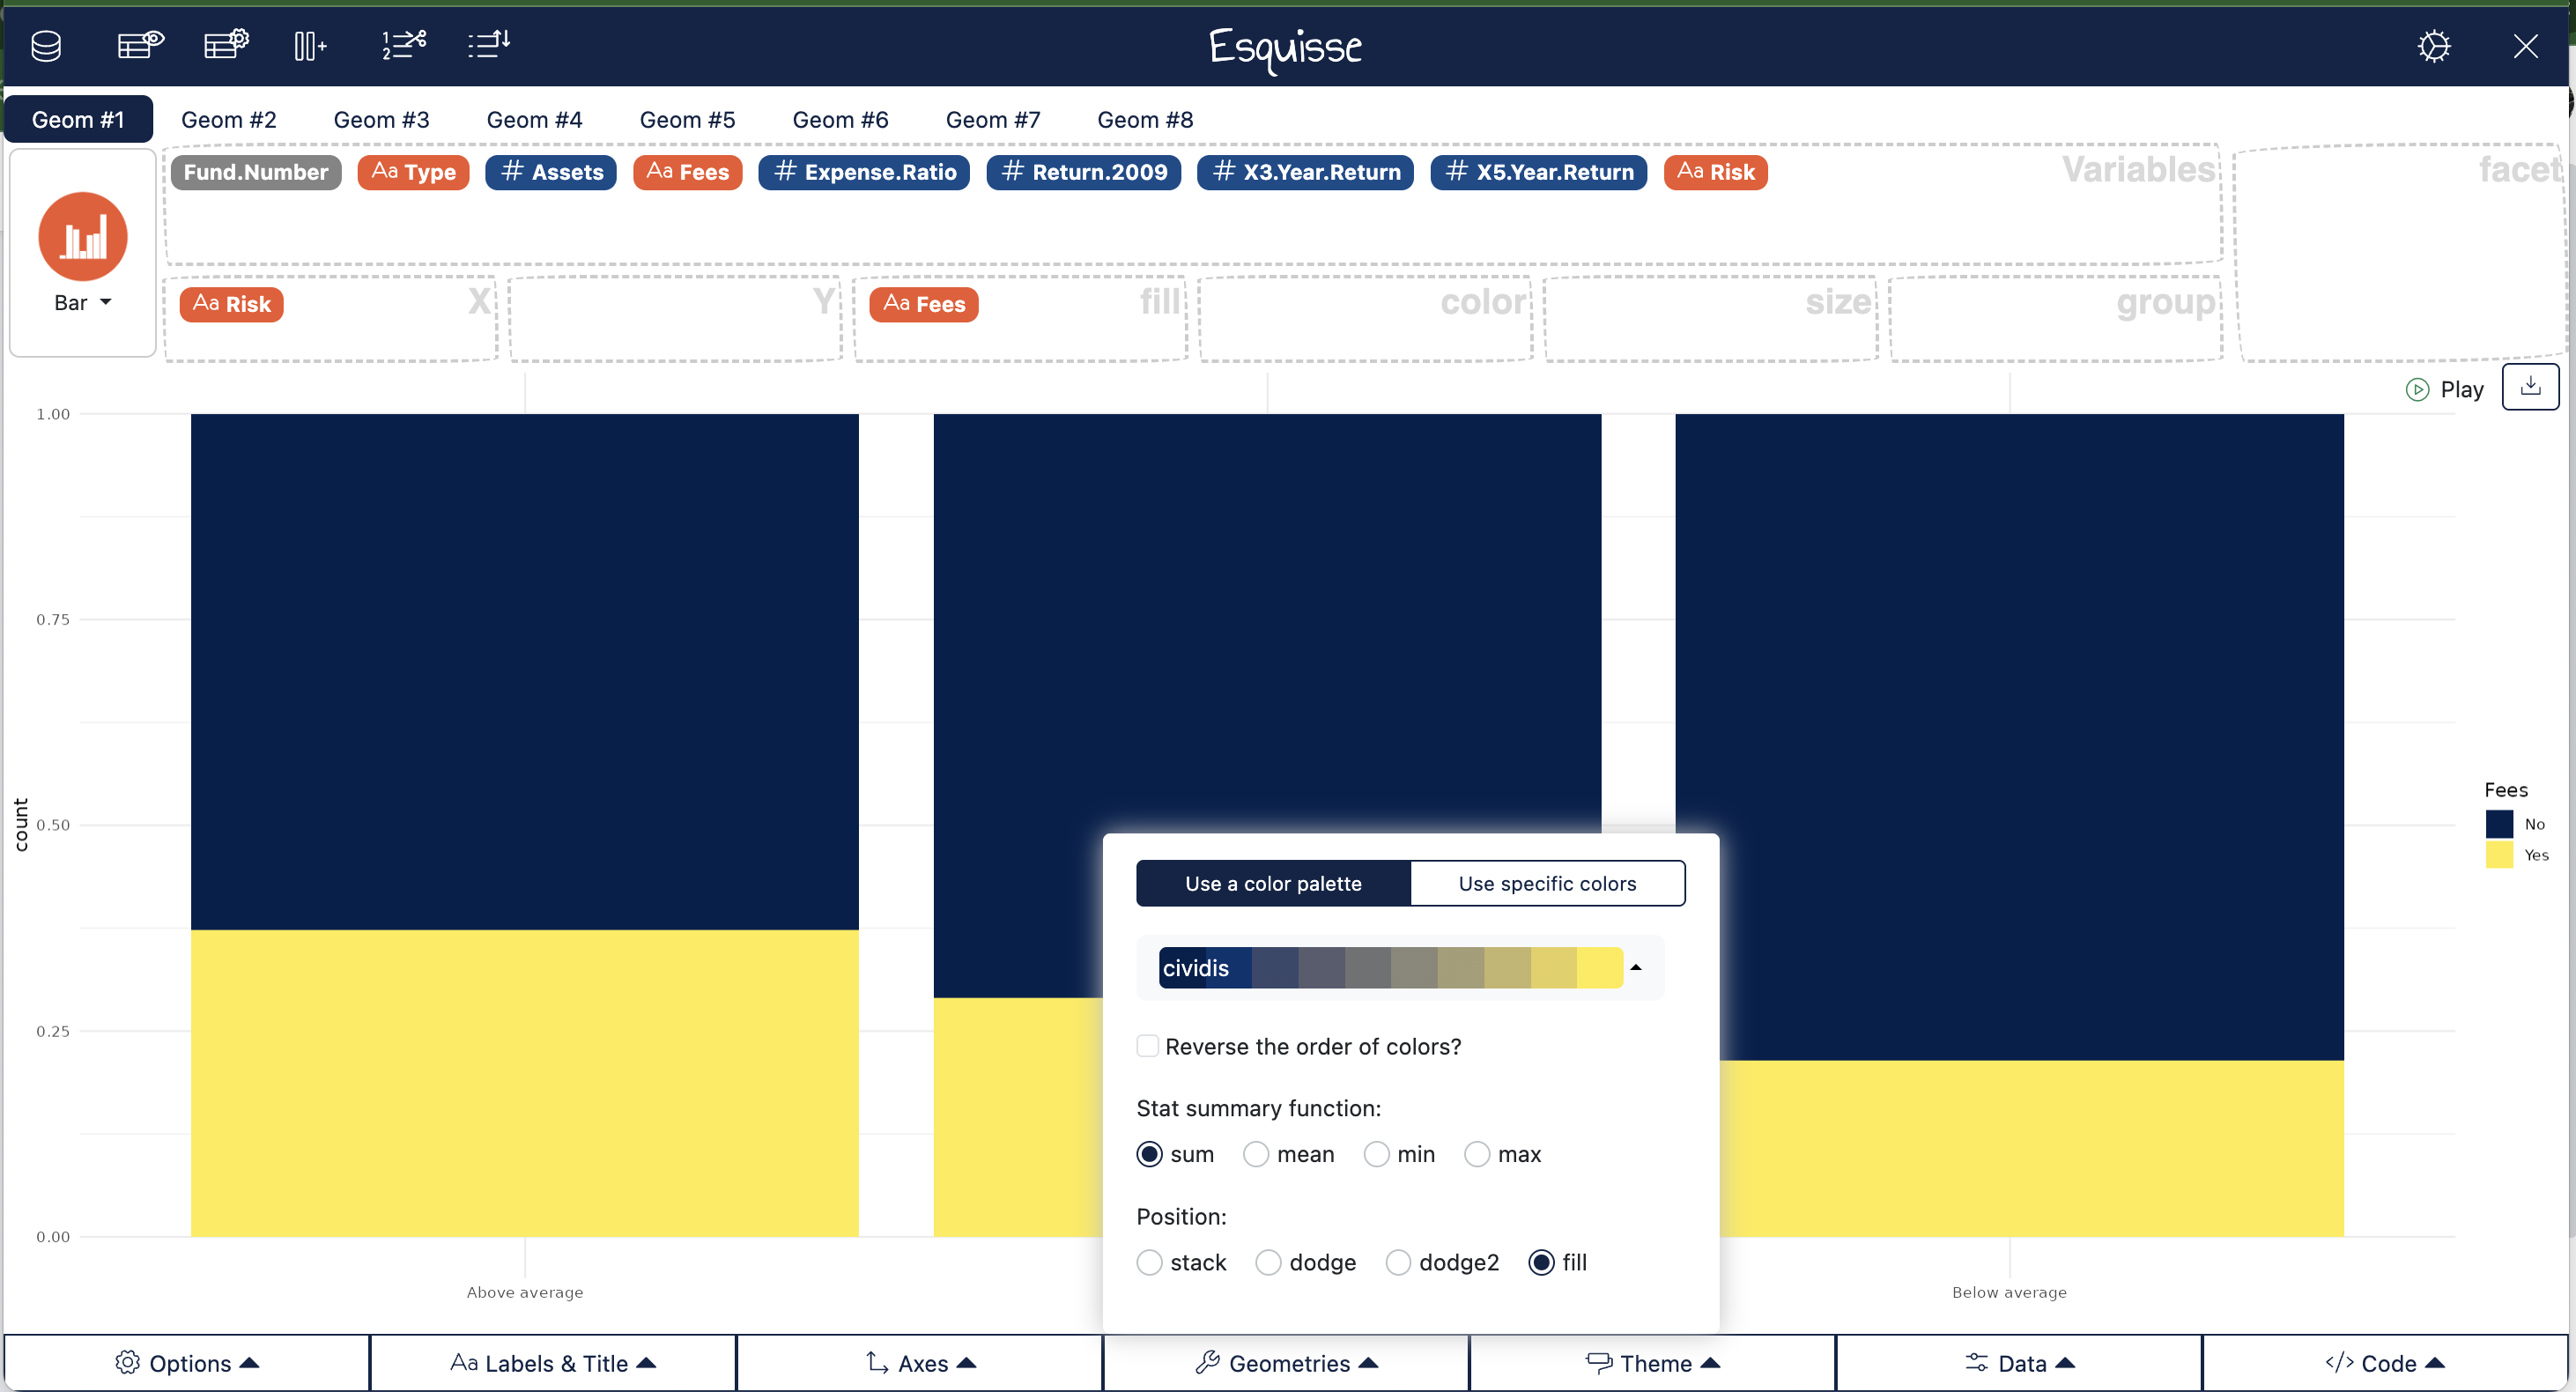 Esquisse
Geom #1 Geom #2 Geom #3 Geom #4 Geom #5 Geom #6 Geom #7 Geom #8
Fund.Number Aa Type # Assets Aa Fees # Expense.Ratio # Return.2009 # X3.Year.Return # X5.Year.Return Aa Risk Variables facet
Bar
Aa Risk X Y Aa Fees fill color size group
Play
1.00
0.75
0.50
0.25
0.00
count
Above average
Below average
Fees
No
Yes
Use a color palette Use specific colors
cividis
Reverse the order of colors?
Stat summary function:
sum mean min max
Position:
stack dodge dodge2 fill
Options Aa Labels & Title Axes Geometries Theme Data </> Code